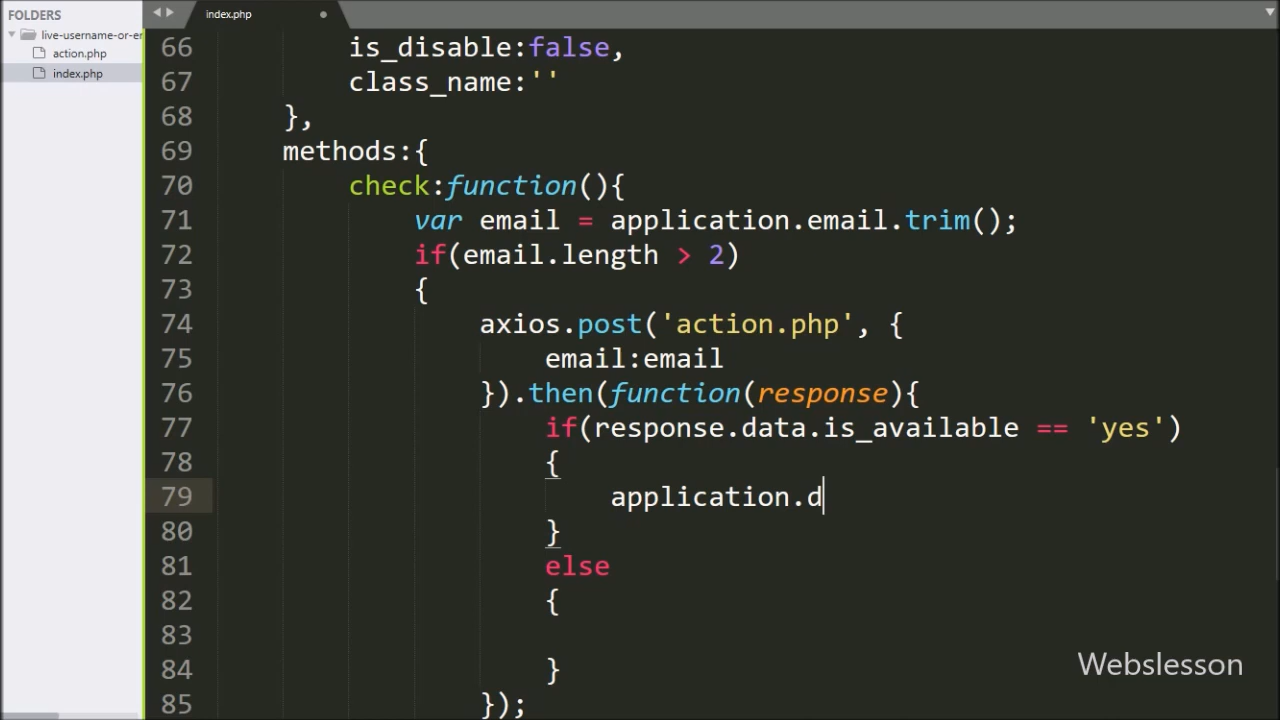 FOLDERS
live-username-or-er
action.php
index.php
index.php
66 is_disable:false,
67 class_name:''
68 },
69 methods:{
70 check:function(){
71 var email = application.email.trim();
72 if(email.length > 2)
73 {
74 axios.post('action.php', {
75 email:email
76 }).then(function(response){
77 if(response.data.is_available == 'yes')
78 {
79 application.d
80 }
81 else
82 {
83
84 }
85 });
Webslesson